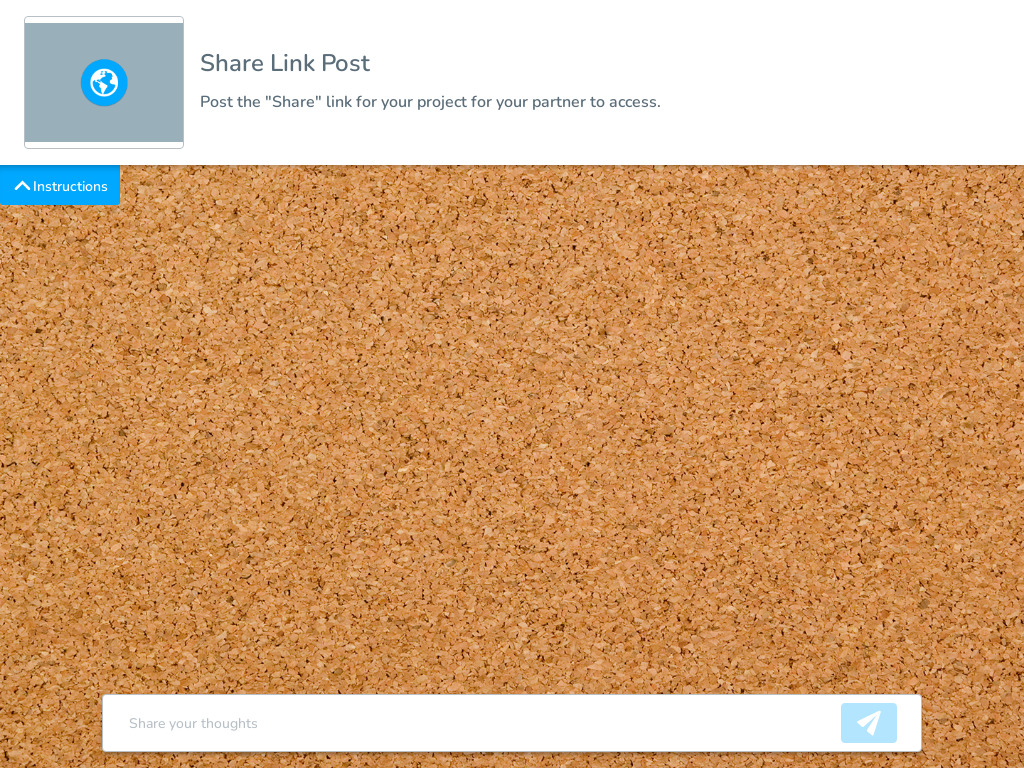 Share Link Post
Post the "Share" link for your project for your partner to access.
Instructions
Share your thoughts